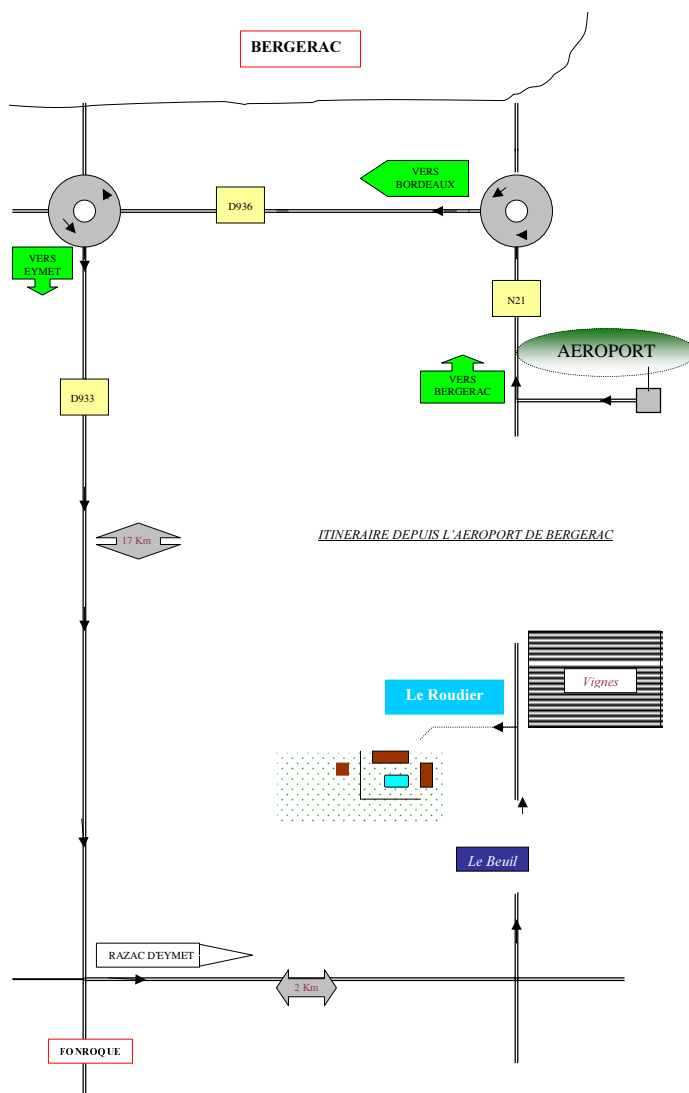 BERGERAC
VERS
BORDEAUX
D936
VERS
EYMET
N21
AEROPORT
VERS
BERGERAC
D933
17 Km
ITINERAIRE DEPUIS L'AEROPORT DE BERGERAC
Vignes
Le Roudier
Le Beuil
RAZAC D'EYMET
2 Km
FONROQUE